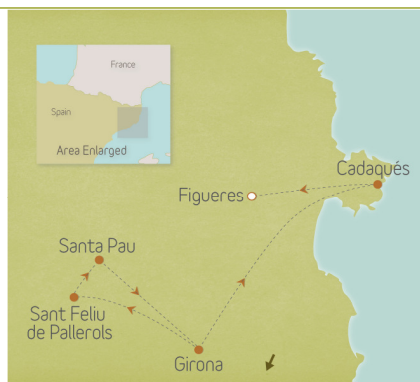 France
Spain
Area Enlarged
Cadaqués
Figueres
Santa Pau
Sant Feliu
de Pallerols
Girona